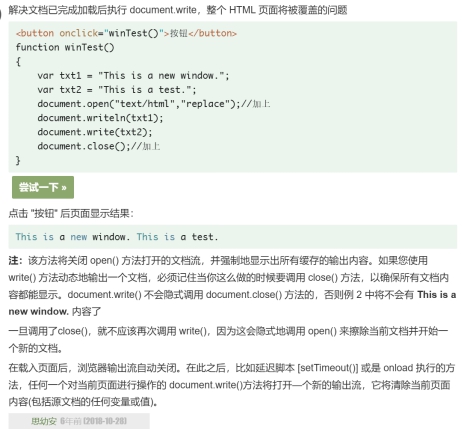 解决文档已完成加载后执行 document.write，整个 HTML 页面将被覆盖的问题
<button onclick="winTest()">按钮</button>
function winTest()
{
    var txt1 = "This is a new window.";
    var txt2 = "This is a test.";
    document.open("text/html","replace");//加上
    document.writeln(txt1);
    document.write(txt2);
    document.close();//加上
}
尝试一下 »
点击 "按钮" 后页面显示结果：
This is a new window. This is a test.
注：该方法将关闭 open() 方法打开的文档流，并强制地显示出所有缓存的输出内容。如果您使用
write() 方法动态地输出一个文档，必须记住当你这么做的时候要调用 close() 方法，以确保所有文档内
容都能显示。document.write() 不会隐式调用 document.close() 方法的，否则例 2 中将不会有 This is a
new window. 内容了
一旦调用了close()，就不应该再次调用 write()，因为这会隐式地调用 open() 来擦除当前文档并开始一
个新的文档。
在载入页面后，浏览器输出流自动关闭。在此之后，比如延迟脚本 [setTimeout()] 或是 onload 执行的方
法，任何一个对当前页面进行操作的 document.write()方法将打开—个新的输出流，它将清除当前页面
内容(包括源文档的任何变量或值)。
思幼安 6年前 (2018-10-28)